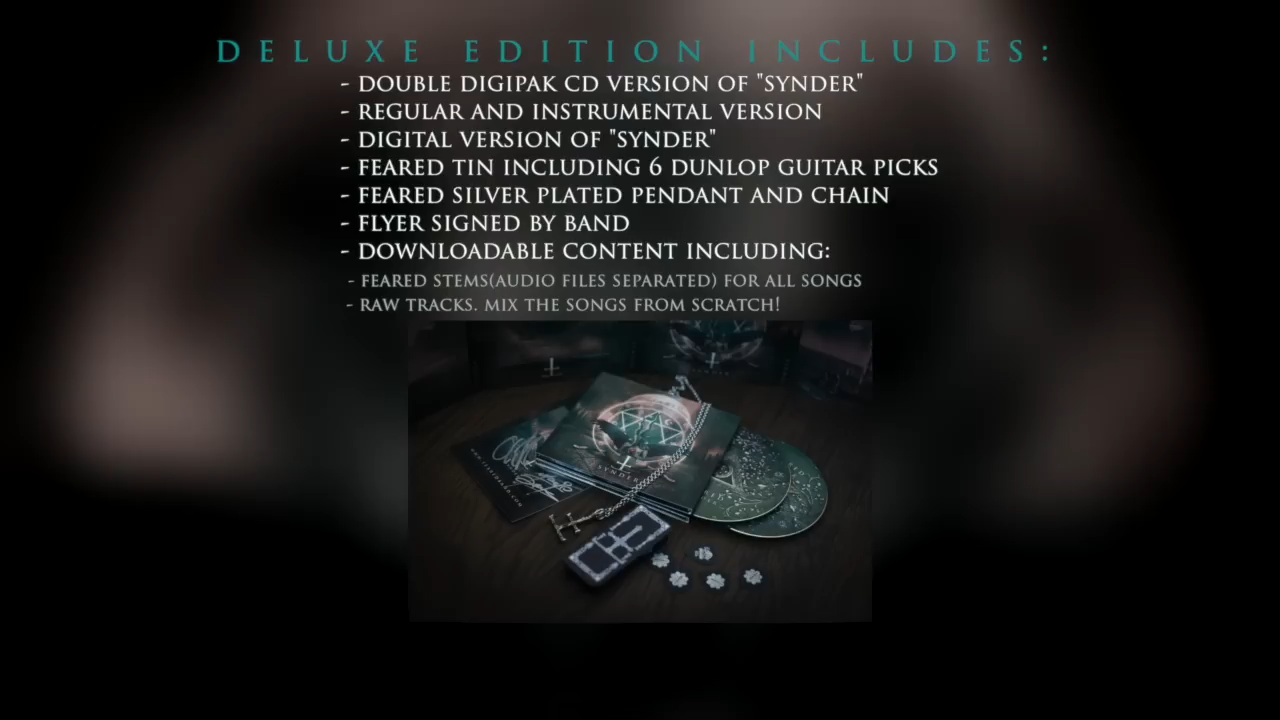 DELUXE EDITION INCLUDES:
- DOUBLE DIGIPAK CD VERSION OF "SYNDER"
- REGULAR AND INSTRUMENTAL VERSION
- DIGITAL VERSION OF "SYNDER"
- FEARED TIN INCLUDING 6 DUNLOP GUITAR PICKS
- FEARED SILVER PLATED PENDANT AND CHAIN
- FLYER SIGNED BY BAND
- DOWNLOADABLE CONTENT INCLUDING:
- FEARED STEMS(AUDIO FILES SEPARATED) FOR ALL SONGS
- RAW TRACKS. MIX THE SONGS FROM SCRATCH!
SYNDER